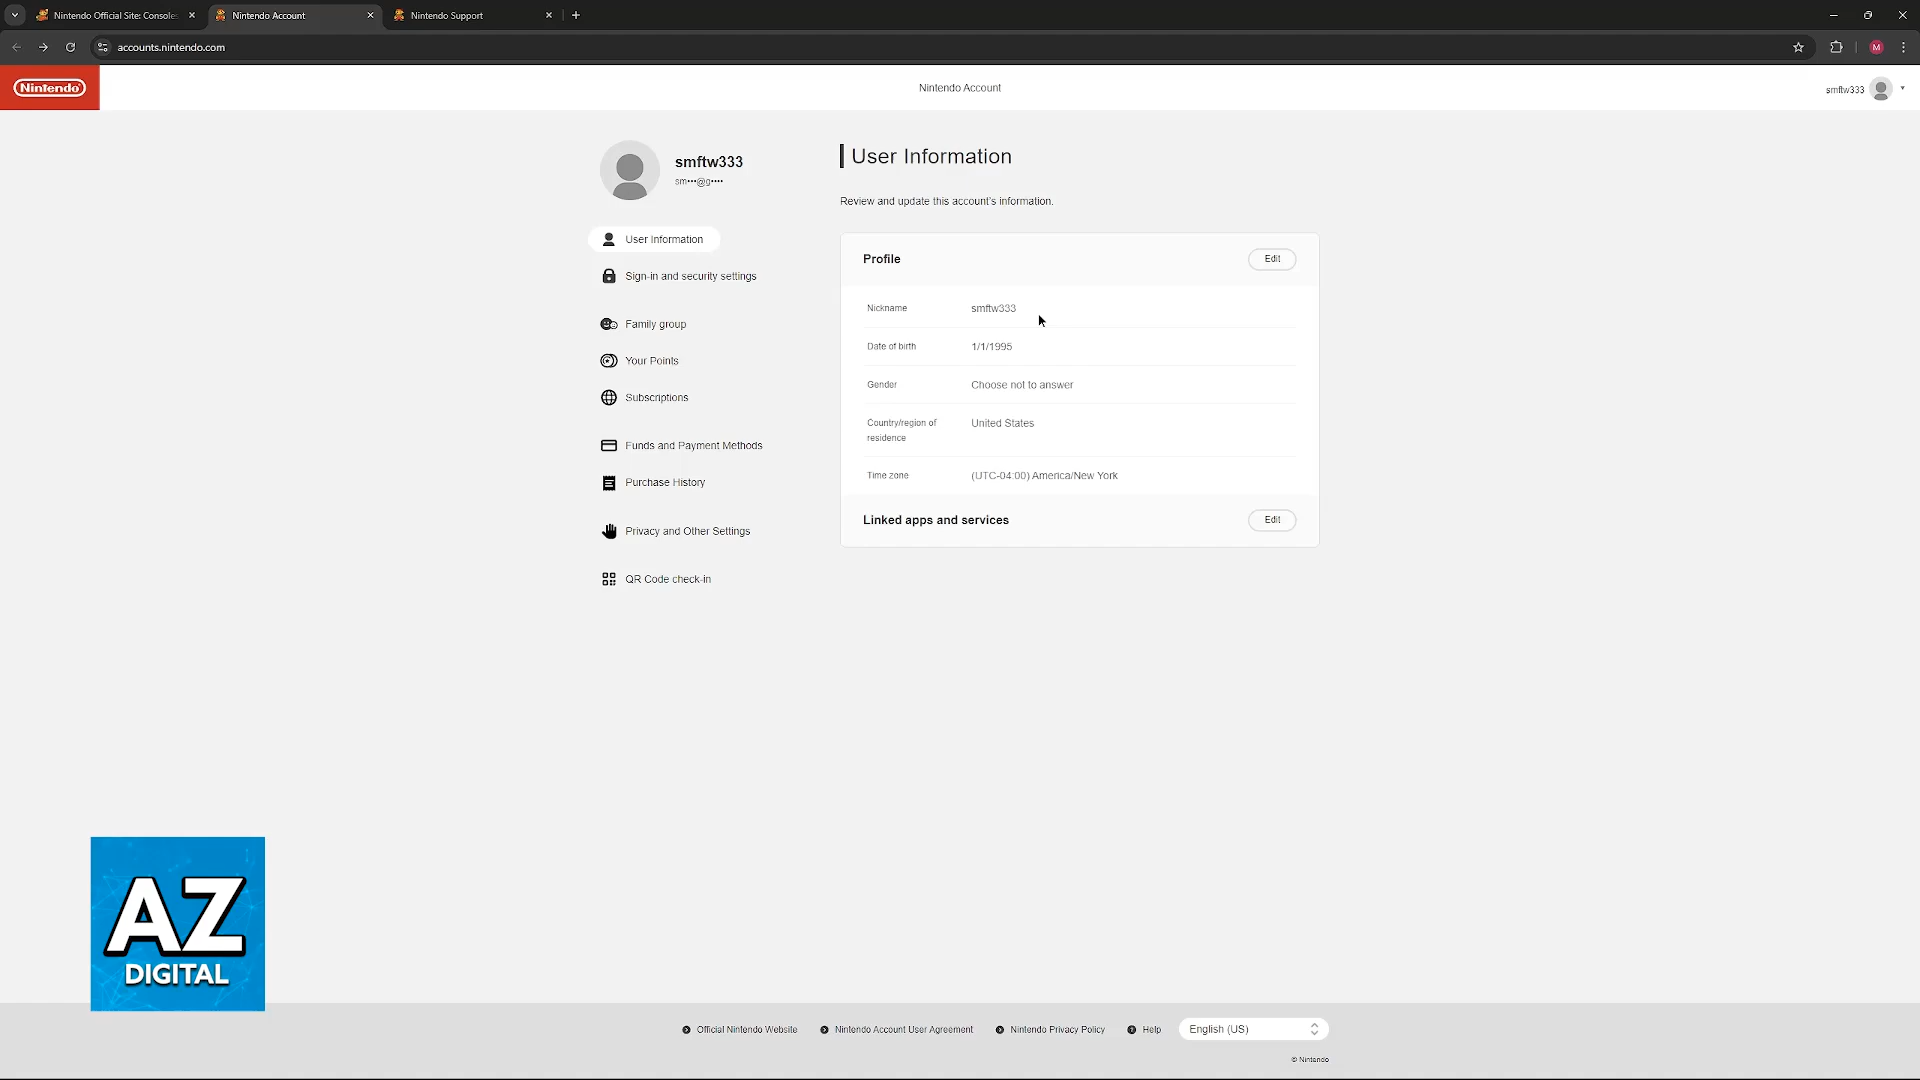 Nintendo Official Site: Consoles
Nintendo Account
Nintendo Support
accounts.nintendo.com
M
Nintendo
Nintendo Account
smftw333
smftw333
sm•••@g••••
User Information
Sign-in and security settings
Family group
Your Points
Subscriptions
Funds and Payment Methods
Purchase History
Privacy and Other Settings
QR Code check-in
User Information
Review and update this account's information.
Profile
Edit
Nickname smftw333
Date of birth 1/1/1995
Gender Choose not to answer
Country/region of United States
residence
Time zone (UTC-04:00) America/New York
Linked apps and services
Edit
AZ
DIGITAL
Official Nintendo Website
Nintendo Account User Agreement
Nintendo Privacy Policy
Help
English (US)
© Nintendo